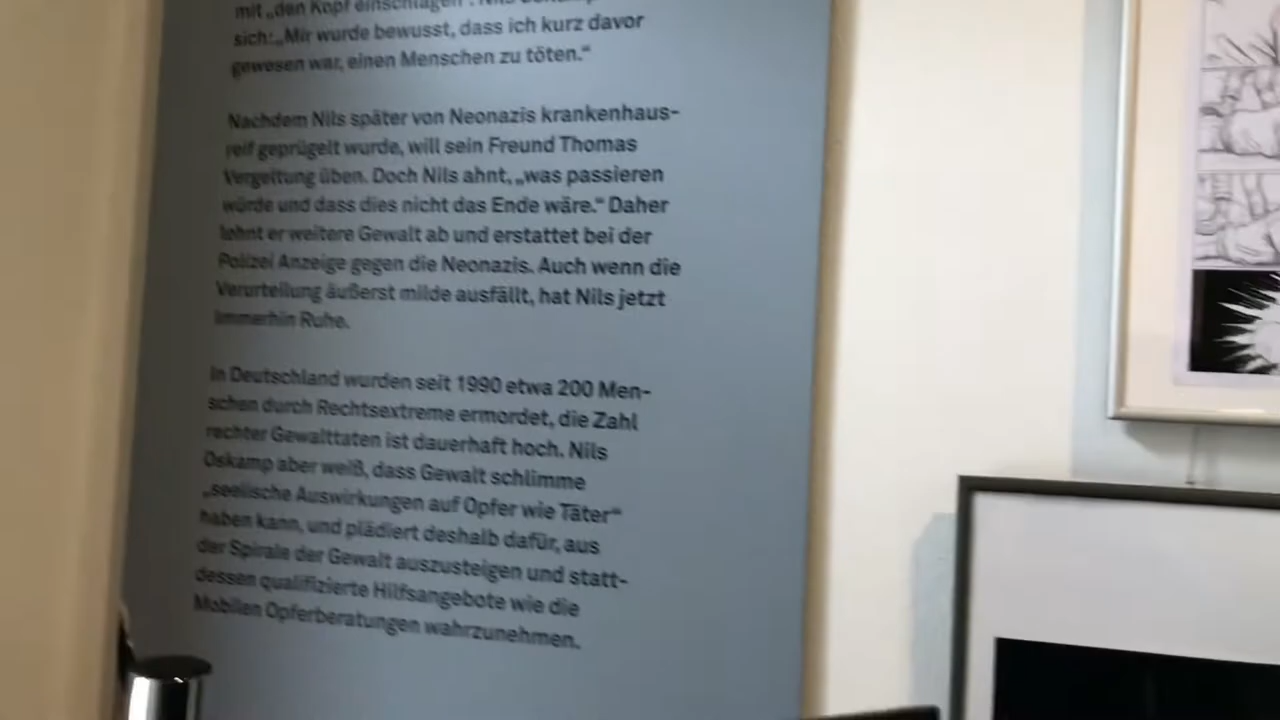 mit „den Kopf einschlagen“. Nils
sich: „Mir wurde bewusst, dass ich kurz davor
gewesen war, einen Menschen zu töten.“
Nachdem Nils später von Neonazis krankenhaus-
reif geprügelt wurde, will sein Freund Thomas
Vergeltung üben. Doch Nils ahnt, „was passieren
würde und dass dies nicht das Ende wäre.“ Daher
lehnt er weitere Gewalt ab und erstattet bei der
Polizei Anzeige gegen die Neonazis. Auch wenn die
Verurteilung äußerst milde ausfällt, hat Nils jetzt
immerhin Ruhe.
In Deutschland wurden seit 1990 etwa 200 Men-
schen durch Rechtsextreme ermordet, die Zahl
rechter Gewalttaten ist dauerhaft hoch. Nils
Oskamp aber weiß, dass Gewalt schlimme
„seelische Auswirkungen auf Opfer wie Täter“
haben kann, und plädiert deshalb dafür, aus
der Spirale der Gewalt auszusteigen und statt-
dessen qualifizierte Hilfsangebote wie die
Mobilen Opferberatungen wahrzunehmen.